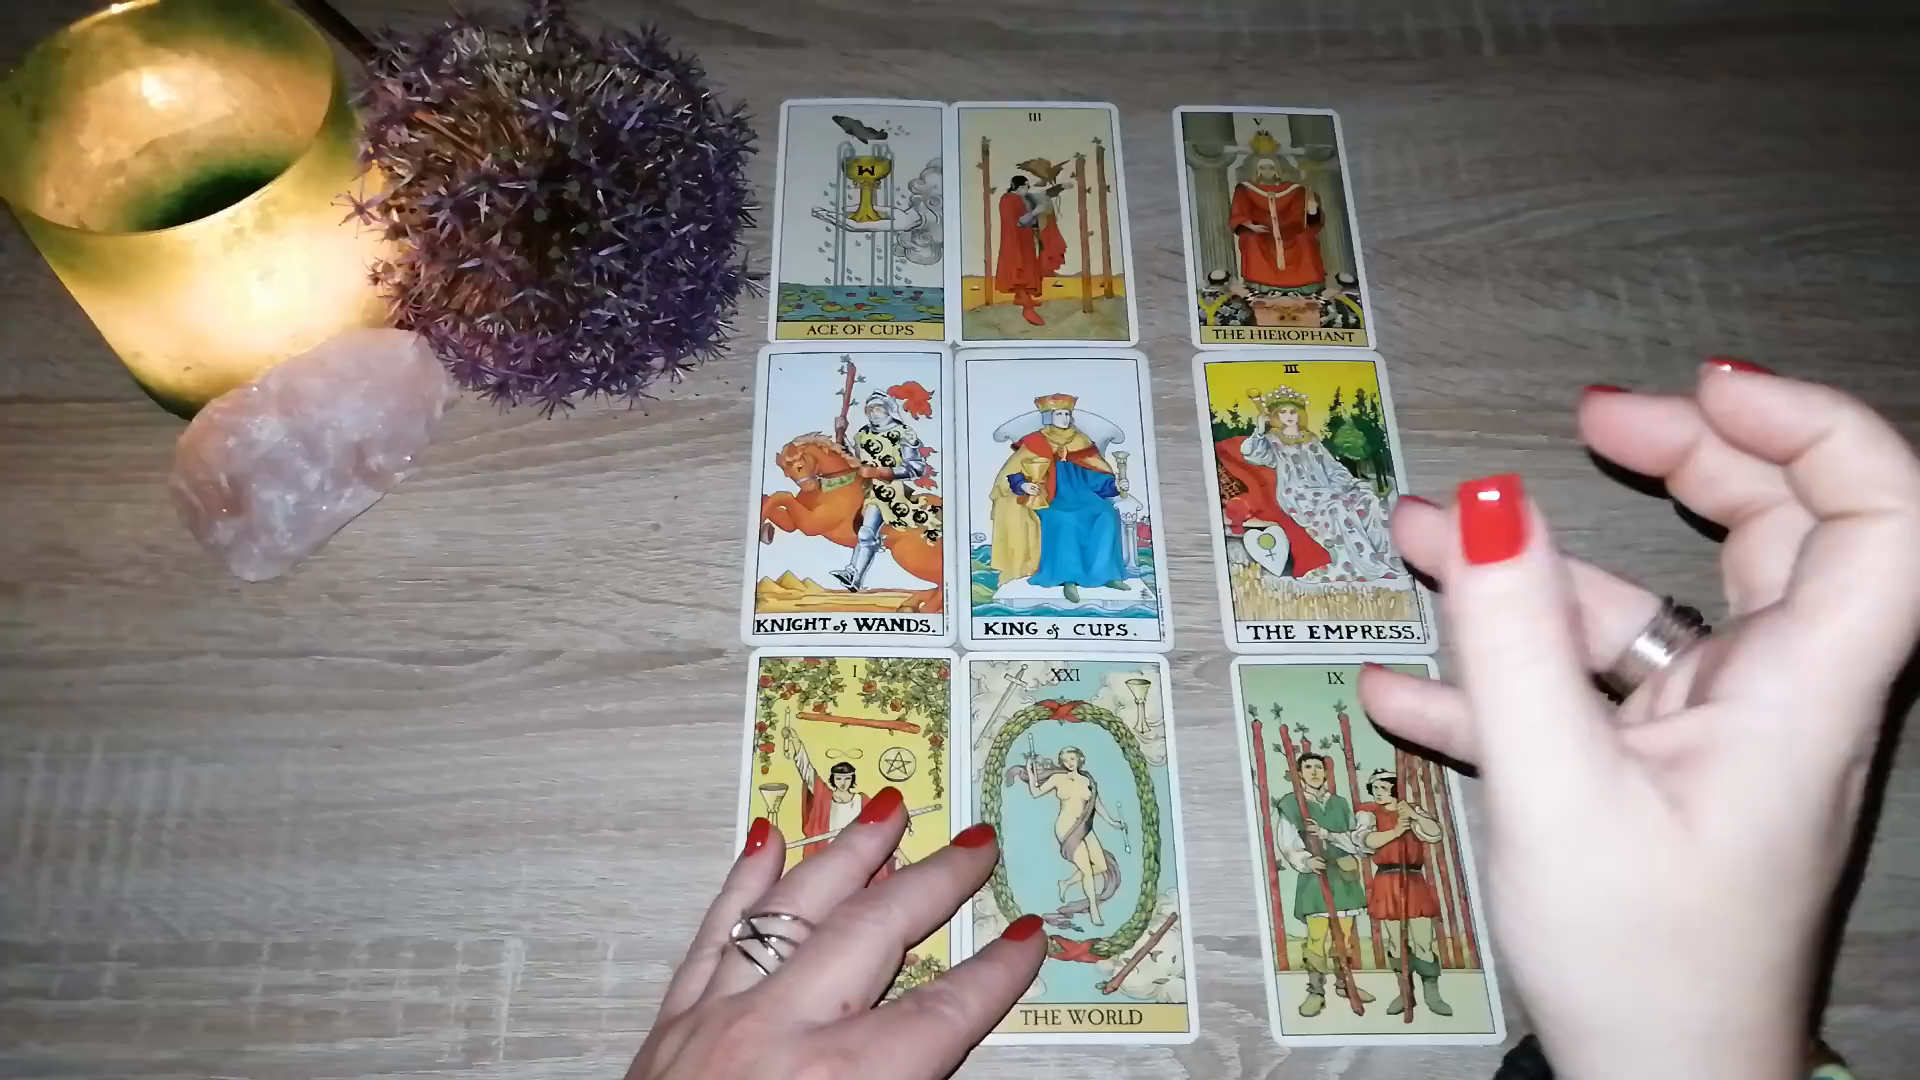 III
V
ACE OF CUPS
THE HIEROPHANT
III
KNIGHT of WANDS.
KING of CUPS.
THE EMPRESS.
I
XXI
IX
THE WORLD